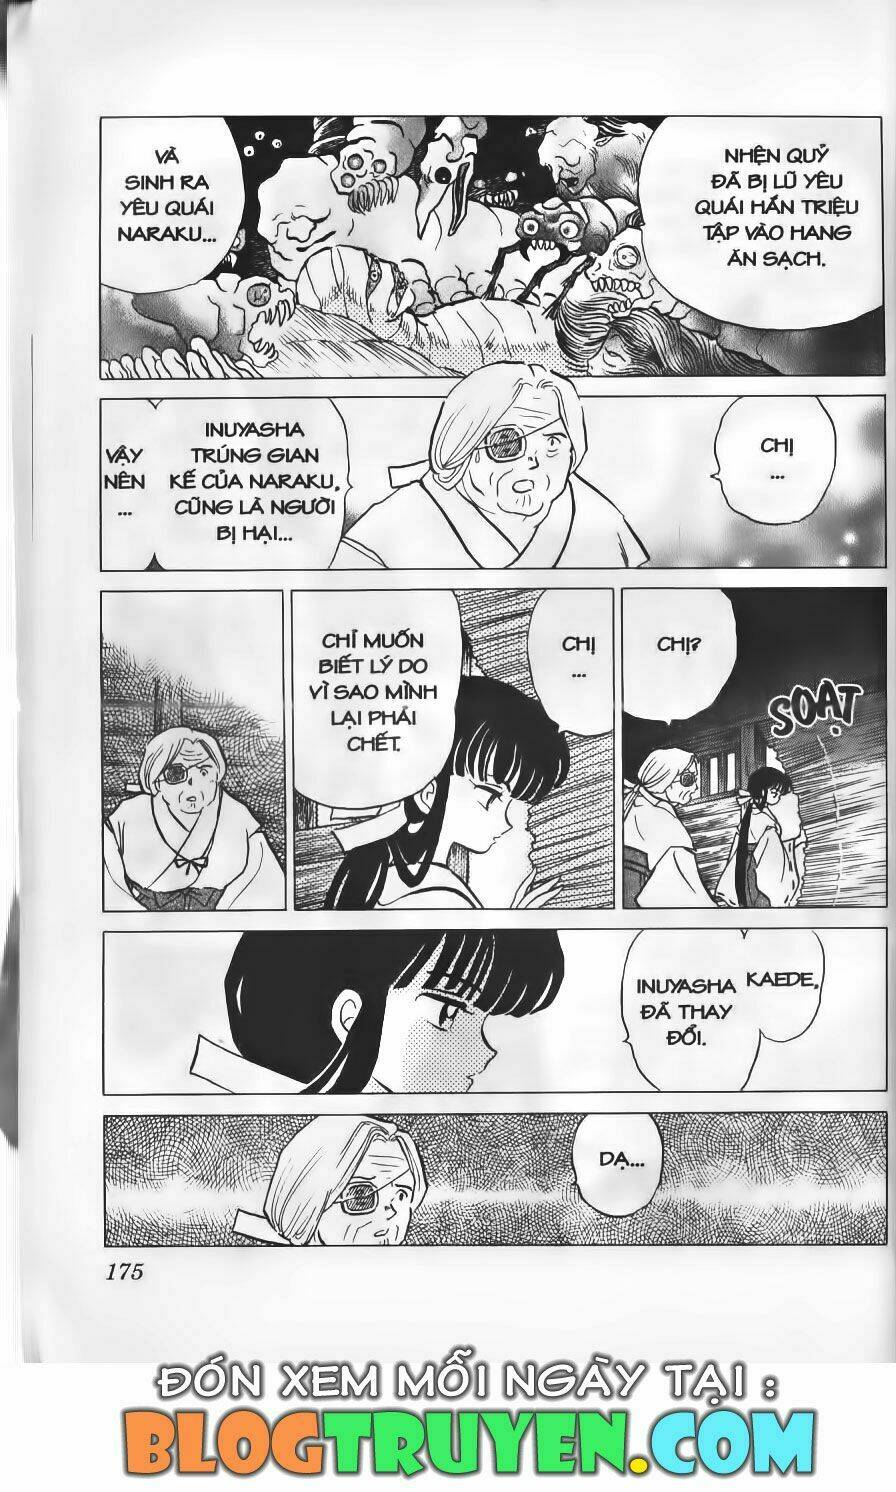 NHỆN QUỶ
ĐÃ BỊ LŨ YÊU
QUÁI HẮN TRIỆU
TẬP VÀO HANG
ĂN SẠCH.
VÀ
SINH RA
YÊU QUÁI
NARAKU...
CHỊ
...
INUYASHA
TRÚNG GIAN
KẾ CỦA NARAKU,
CŨNG LÀ NGƯỜI
BỊ HẠI...
VẬY
NÊN
...
CHỊ?
SOẠT
CHỊ
...
CHỈ MUỐN
BIẾT LÝ DO
VÌ SAO MÌNH
LẠI PHẢI
CHẾT.
KAEDE,
INUYASHA
ĐÃ THAY
ĐỔI.
DẠ...
175
ĐÓN XEM MỖI NGÀY TẠI :
BLOGTRUYEN.COM